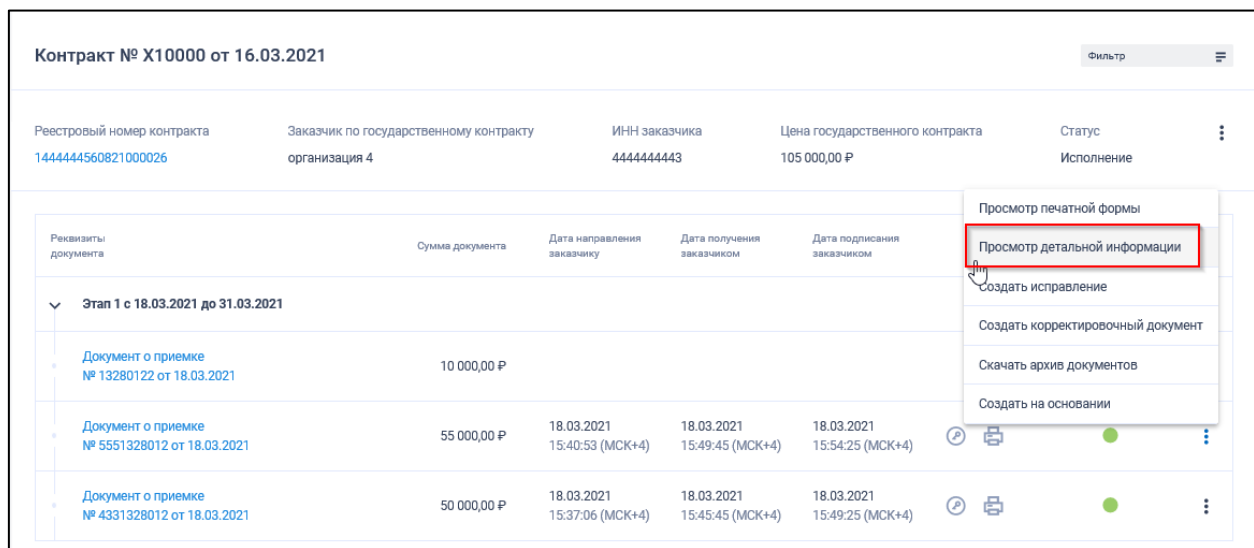 Контракт № X10000 от 16.03.2021
Фильтр
Реестровый номер контракта
Заказчик по государственному контракту
ИНН заказчика
Цена государственного контракта
Статус
1444444560821000026
организация 4
4444444443
105 000,00 ₽
Исполнение
Просмотр печатной формы
Просмотр детальной информации
Создать исправление
Создать корректировочный документ
Скачать архив документов
Создать на основании
Реквизиты
документа
Сумма документа
Дата направления
заказчику
Дата получения
заказчиком
Дата подписания
заказчиком
Этап 1 с 18.03.2021 до 31.03.2021
Документ о приемке
№ 13280122 от 18.03.2021
10 000,00 ₽
Документ о приемке
№ 5551328012 от 18.03.2021
55 000,00 ₽
18.03.2021
15:40:53 (МСК+4)
18.03.2021
15:49:45 (МСК+4)
18.03.2021
15:54:25 (МСК+4)
Документ о приемке
№ 4331328012 от 18.03.2021
50 000,00 ₽
18.03.2021
15:37:06 (МСК+4)
18.03.2021
15:45:45 (МСК+4)
18.03.2021
15:49:25 (МСК+4)